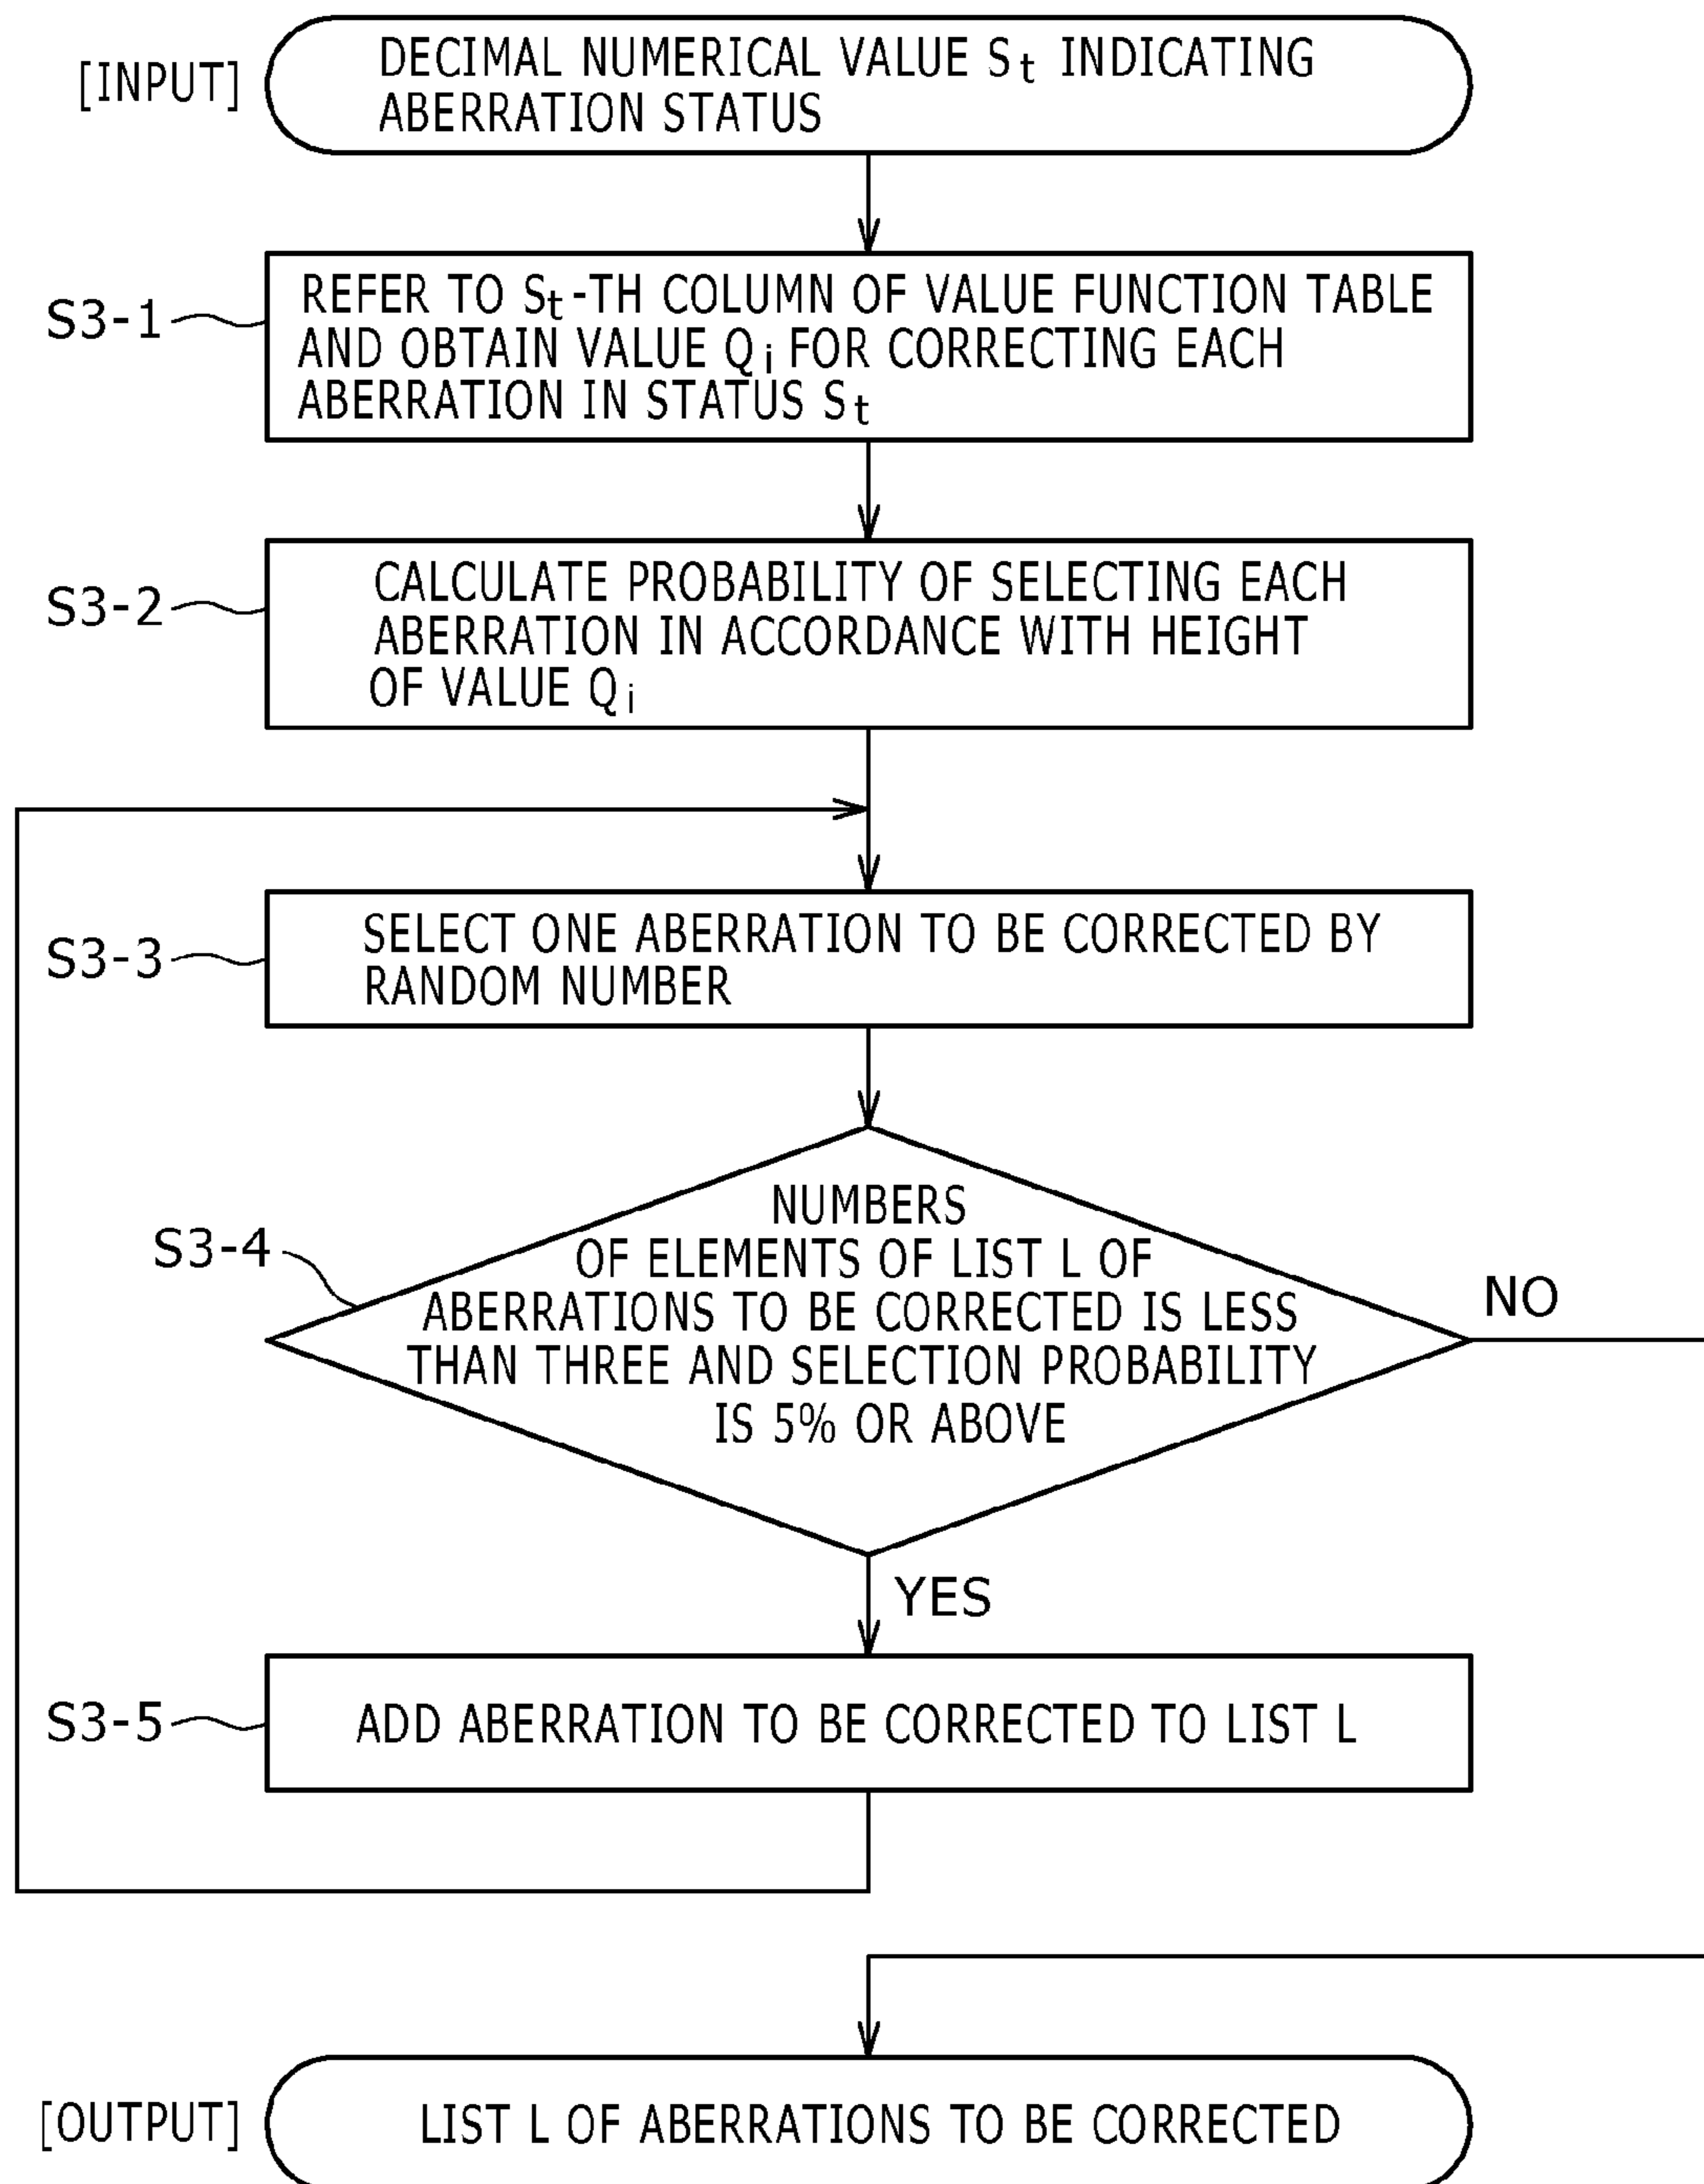 [INPUT]
DECIMAL NUMERICAL VALUE St INDICATING
ABERRATION STATUS
S3-1
REFER TO St-TH COLUMN OF VALUE FUNCTION TABLE
AND OBTAIN VALUE Qi FOR CORRECTING EACH
ABERRATION IN STATUS St
S3-2
CALCULATE PROBABILITY OF SELECTING EACH
ABERRATION IN ACCORDANCE WITH HEIGHT
OF VALUE Qi
S3-3
SELECT ONE ABERRATION TO BE CORRECTED BY
RANDOM NUMBER
S3-4
NUMBERS
OF ELEMENTS OF LIST L OF
ABERRATIONS TO BE CORRECTED IS LESS
THAN THREE AND SELECTION PROBABILITY
IS 5% OR ABOVE
NO
YES
S3-5
ADD ABERRATION TO BE CORRECTED TO LIST L
[OUTPUT]
LIST L OF ABERRATIONS TO BE CORRECTED